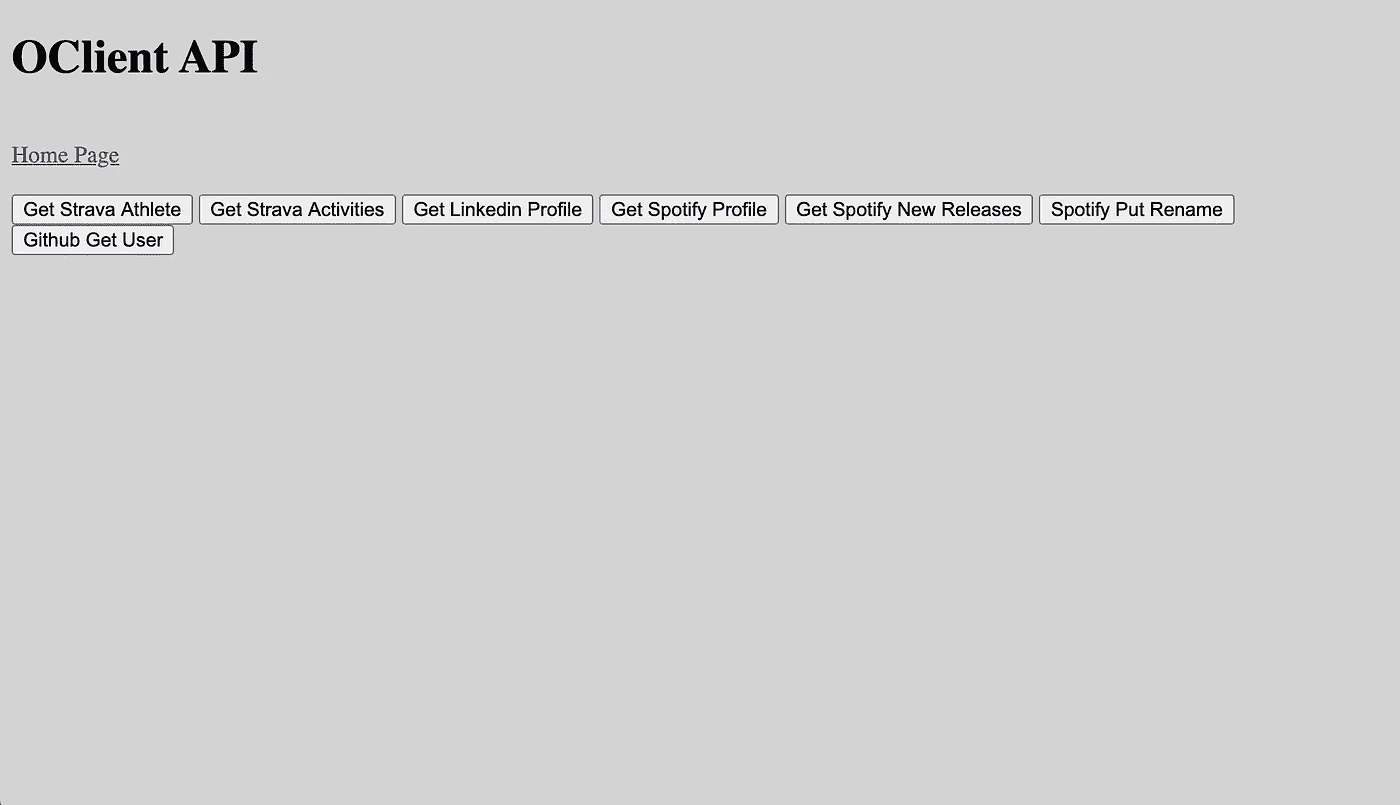 OClient API
Home Page
Get Strava Athlete Get Strava Activities Get Linkedin Profile Get Spotify Profile Get Spotify New Releases Spotify Put Rename
Github Get User